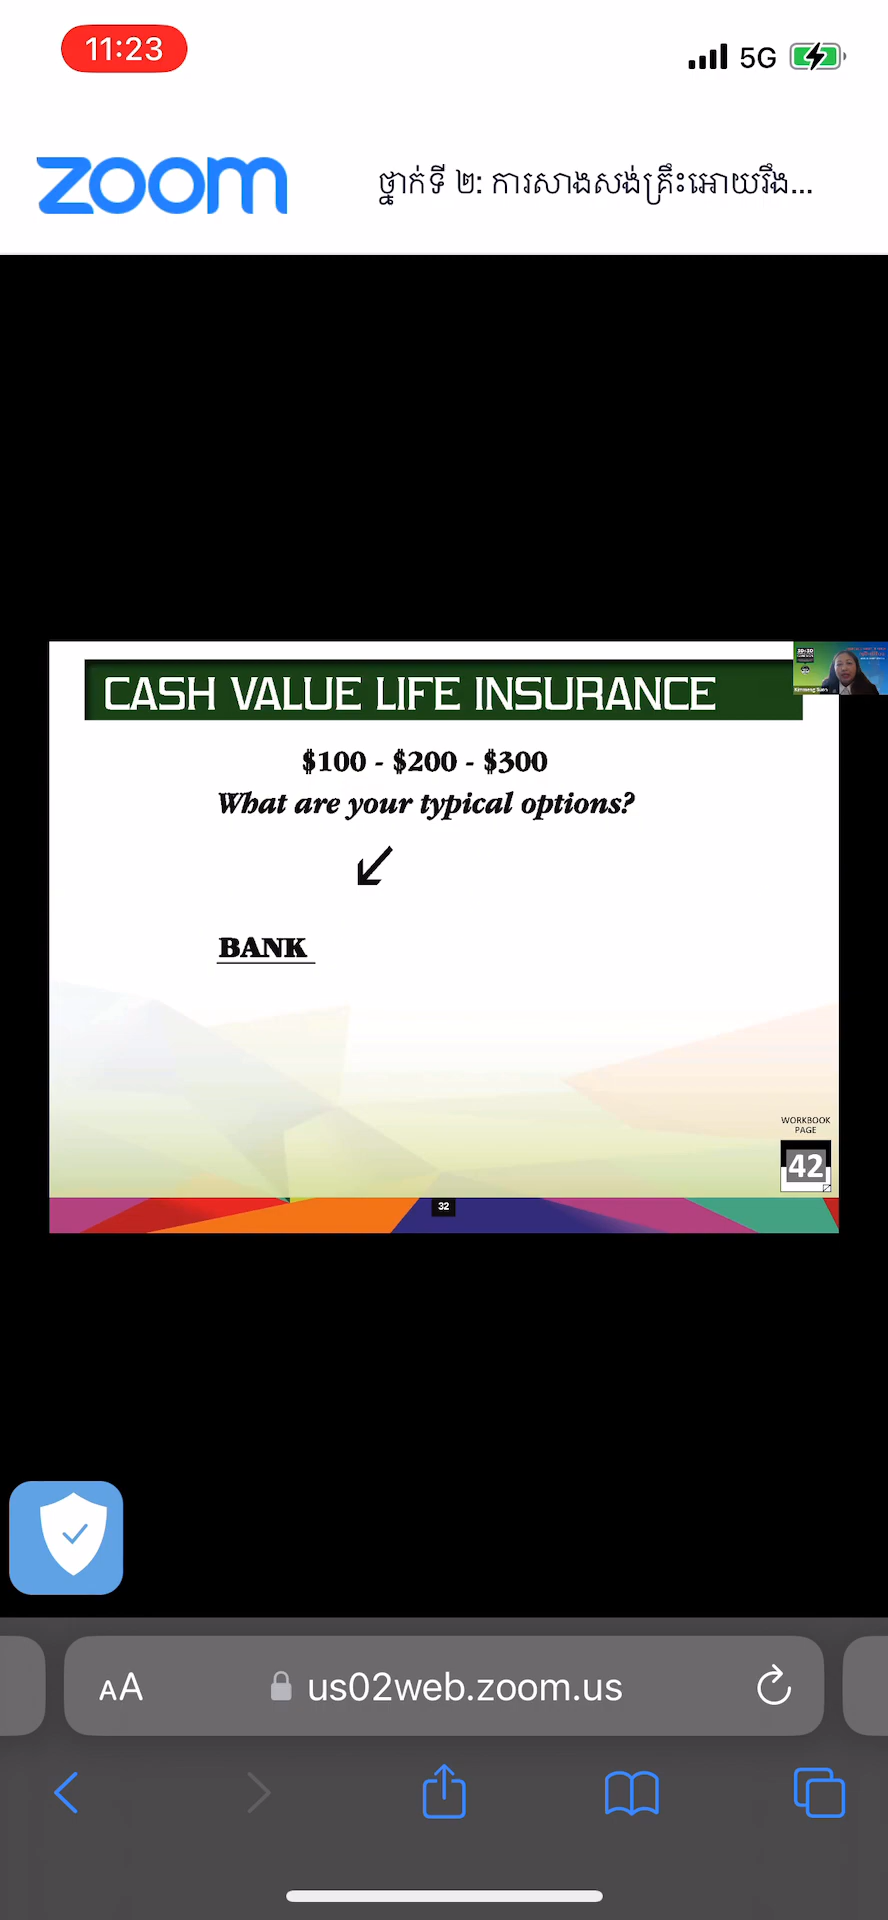 11:23
5G
zoom
ថ្នាក់ទី ២: ការសាងសង់គ្រឹះអោយរឹង...
CASH VALUE LIFE INSURANCE
$100 - $200 - $300
What are your typical options?
BANK
WORKBOOK
PAGE
42
32
AA
us02web.zoom.us